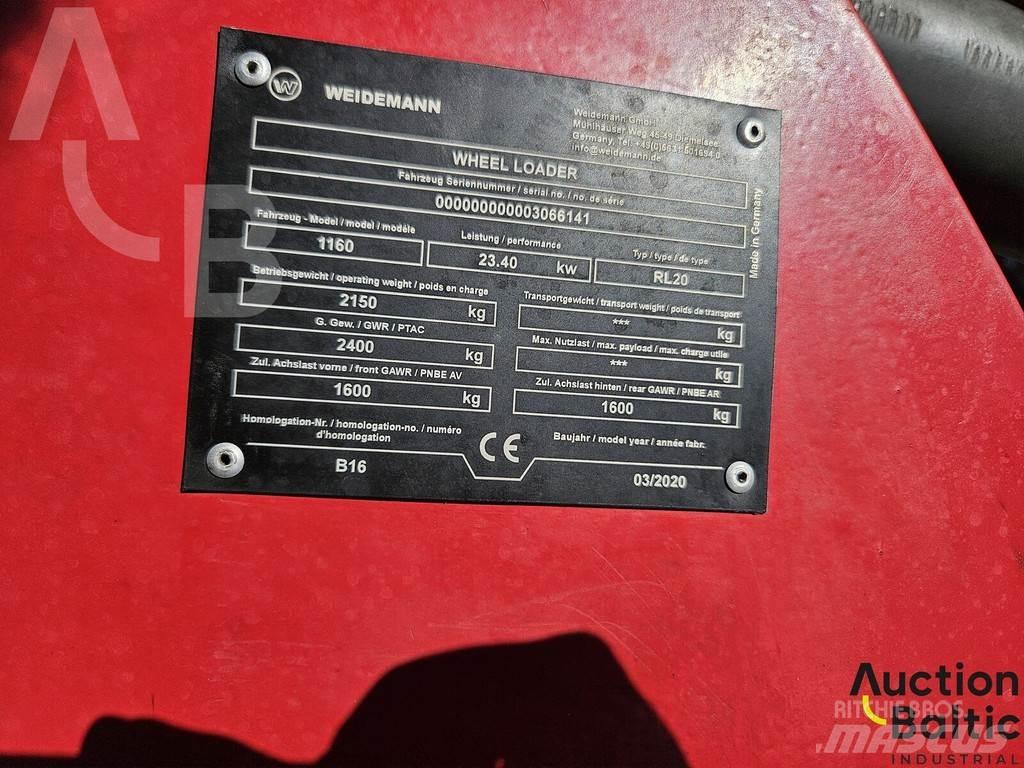 WEIDEMANN
Weidemann GmbH
Mühlhäuser Weg 45-49 Diemelsee
Germany, Tel. +49(0)5631 501694 0
info@weidemann.de
WHEEL LOADER
Fahrzeug Seriennummer / serial no. / no. de série
000000000003066141
Made in Germany
Fahrzeug - Model / model / modèle
1160
Leistung / performance
23.40 kw
Typ / type / de type
RL20
Betriebsgewicht / operating weight / poids en charge
2150 kg
Transportgewicht / transport weight / poids de transport
*** kg
G. Gew. / GWR / PTAC
2400 kg
Max. Nutzlast / max. payload / max. charge utile
*** kg
Zul. Achslast vorne / front GAWR / PNBE AV
1600 kg
Zul. Achslast hinten / rear GAWR / PNBE AR
1600 kg
Homologation-Nr. / homologation-no. / numéro
d'homologation
B16
CE
Baujahr / model year / année fabr.
03/2020
Auction
Baltic
INDUSTRIAL
RITCHIE BROS
MASCUS